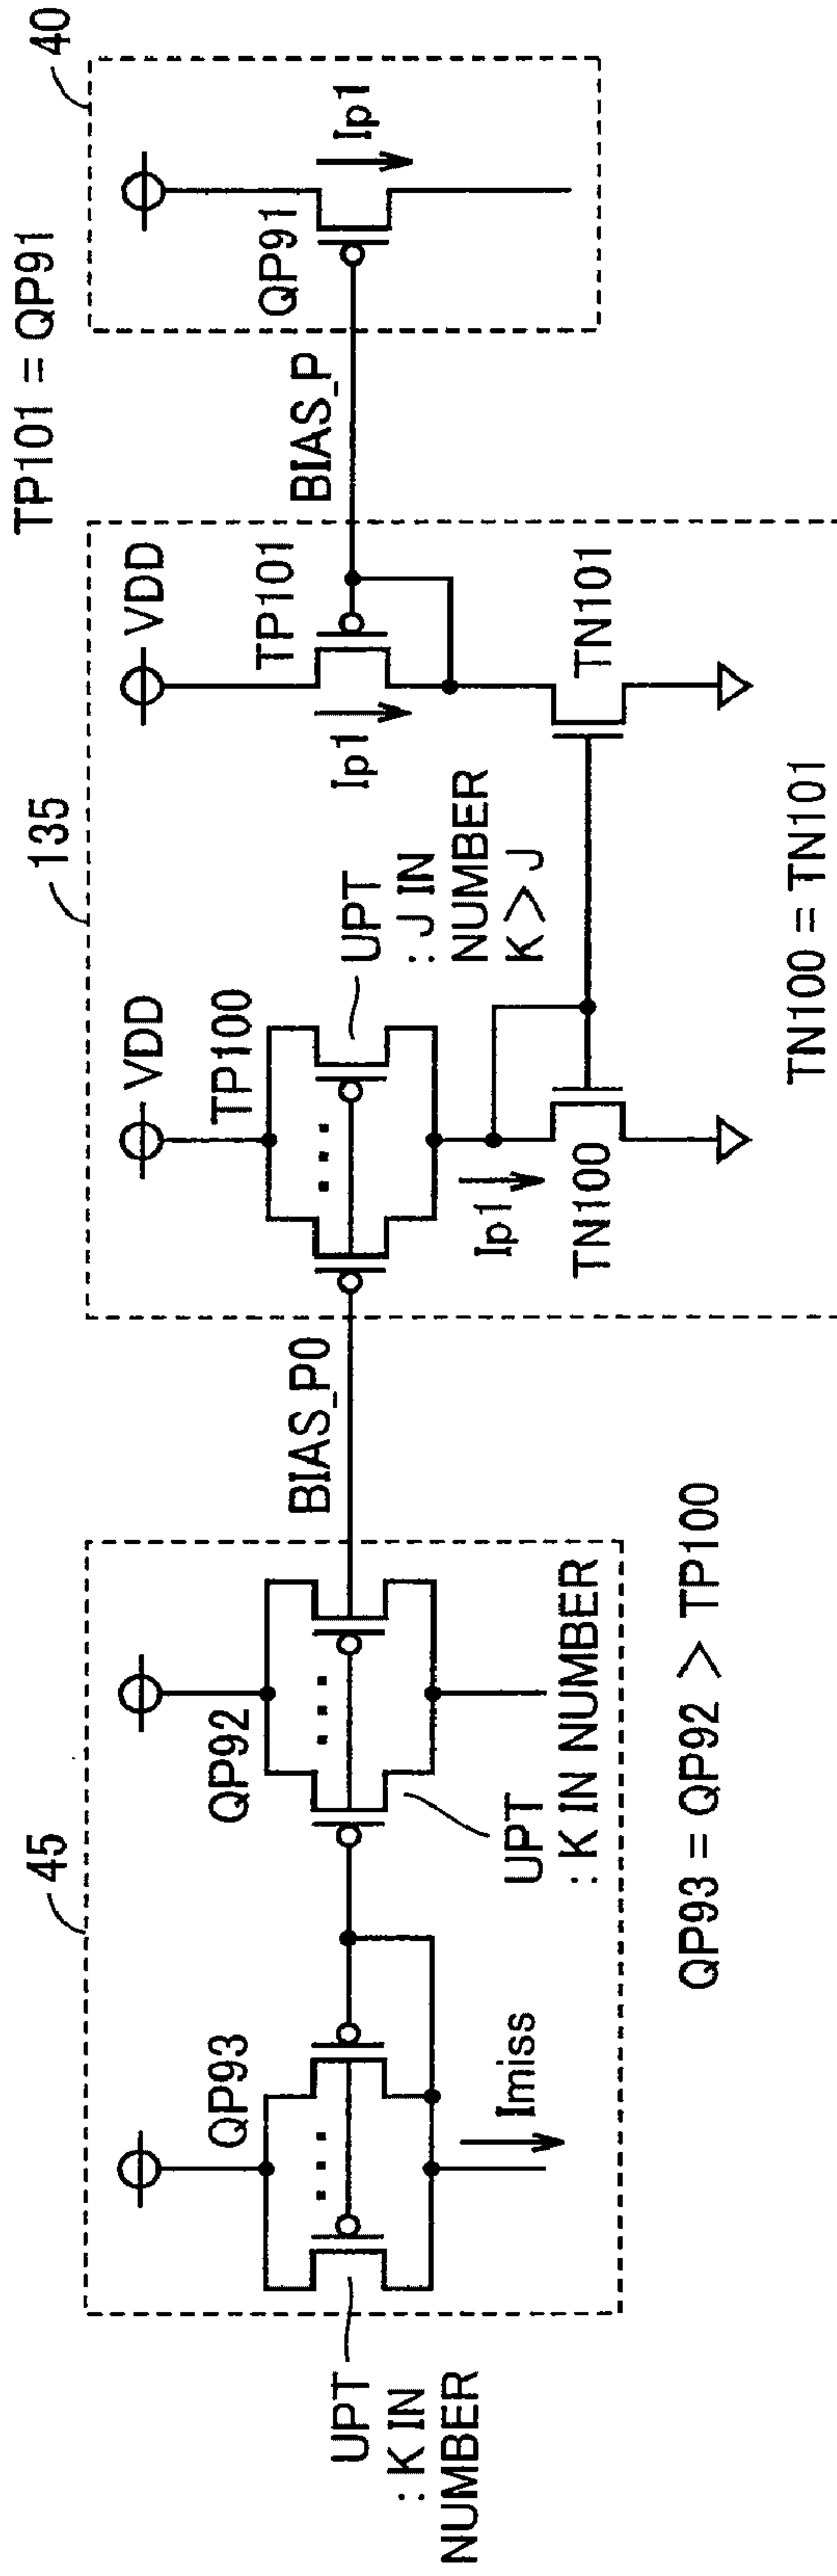 45
QP93
UPT
: K IN
NUMBER
Imiss
QP92
UPT
: K IN NUMBER
QP93 = QP92 > TP100
BIAS_P0
135
VDD
TP100
UPT
: J IN
NUMBER
K > J
Ip1
TN100
VDD
TP101
Ip1
TN101
TN100 = TN101
BIAS_P
TP101 = QP91
40
QP91
Ip1